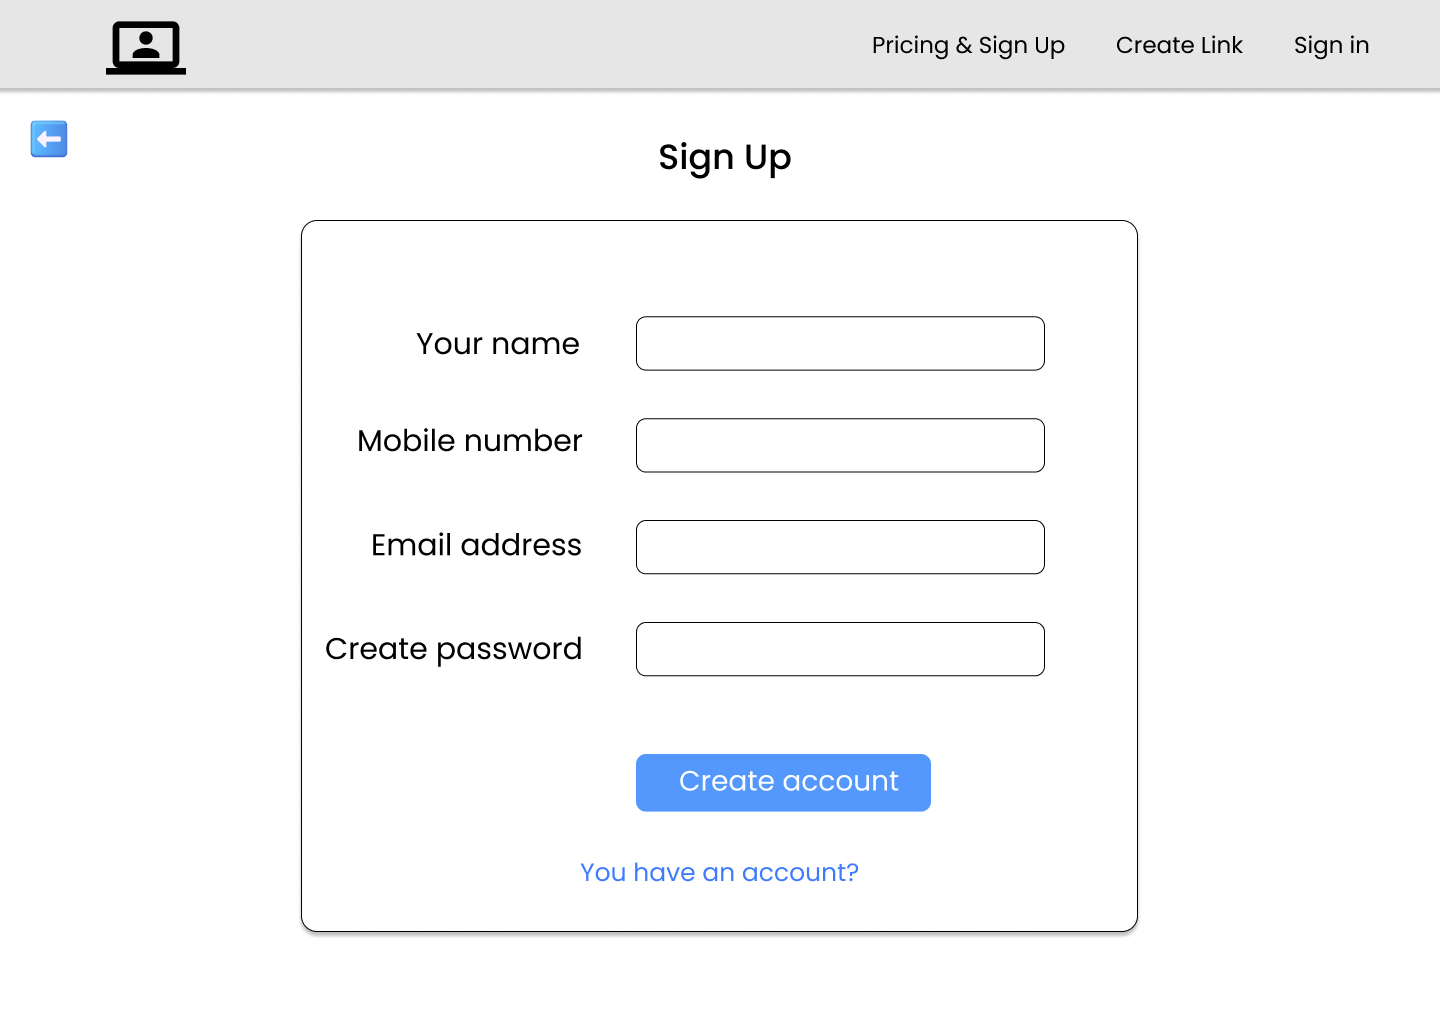 Pricing & Sign Up
Create Link
Sign in
Sign Up
Your name
Mobile number
Email address
Create password
Create account
You have an account?